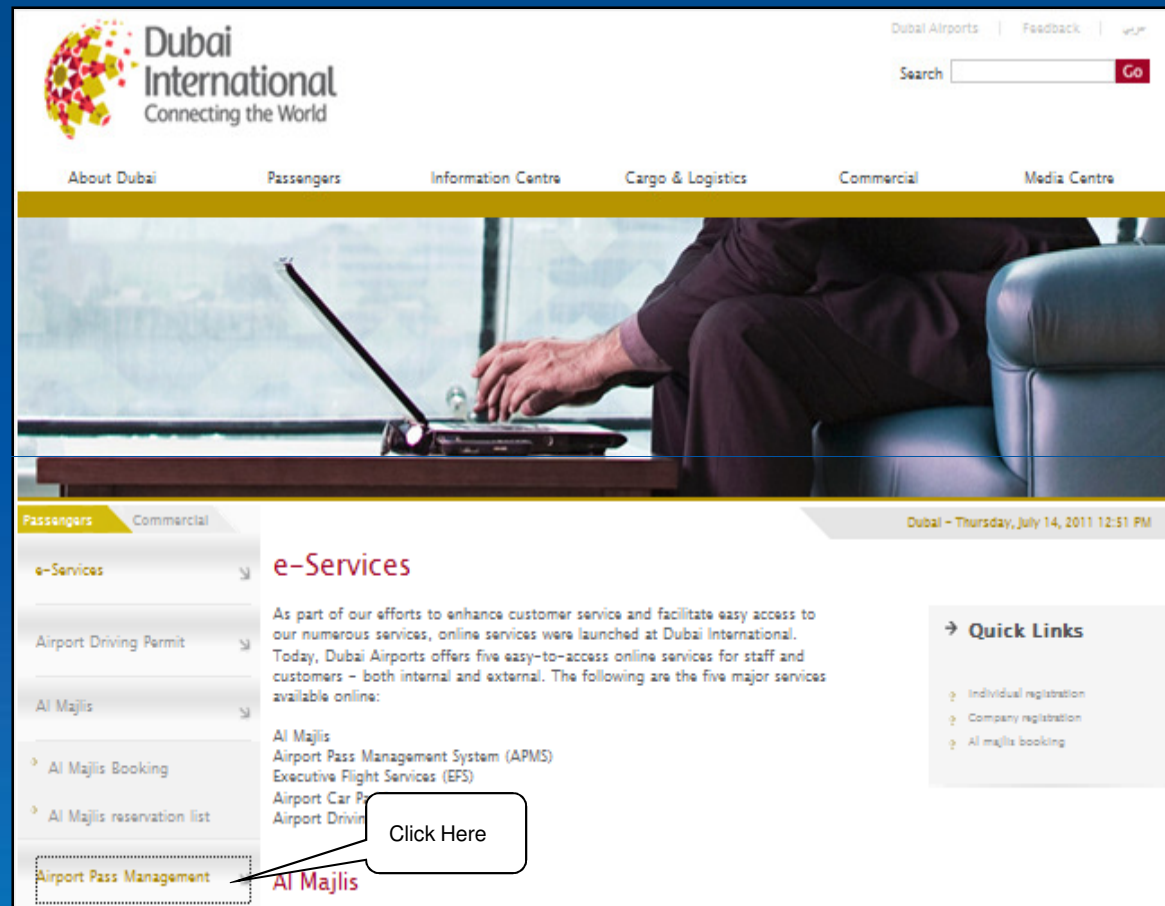 Dubai
International
Connecting the World
Dubai Airports | Feedback | عربي
Search Go
About Dubai Passengers Information Centre Cargo & Logistics Commercial Media Centre
Passengers Commercial
Dubai - Thursday, July 14, 2011 12:51 PM
e-Services
Airport Driving Permit
Al Majlis
Al Majlis Booking
Al Majlis reservation list
Airport Pass Management
e-Services
As part of our efforts to enhance customer service and facilitate easy access to
our numerous services, online services were launched at Dubai International.
Today, Dubai Airports offers five easy-to-access online services for staff and
customers - both internal and external. The following are the five major services
available online:
Al Majlis
Airport Pass Management System (APMS)
Executive Flight Services (EFS)
Airport Car
Airport
Click Here
Al Majlis
Quick Links
Individual registration
Company registration
Al majlis booking